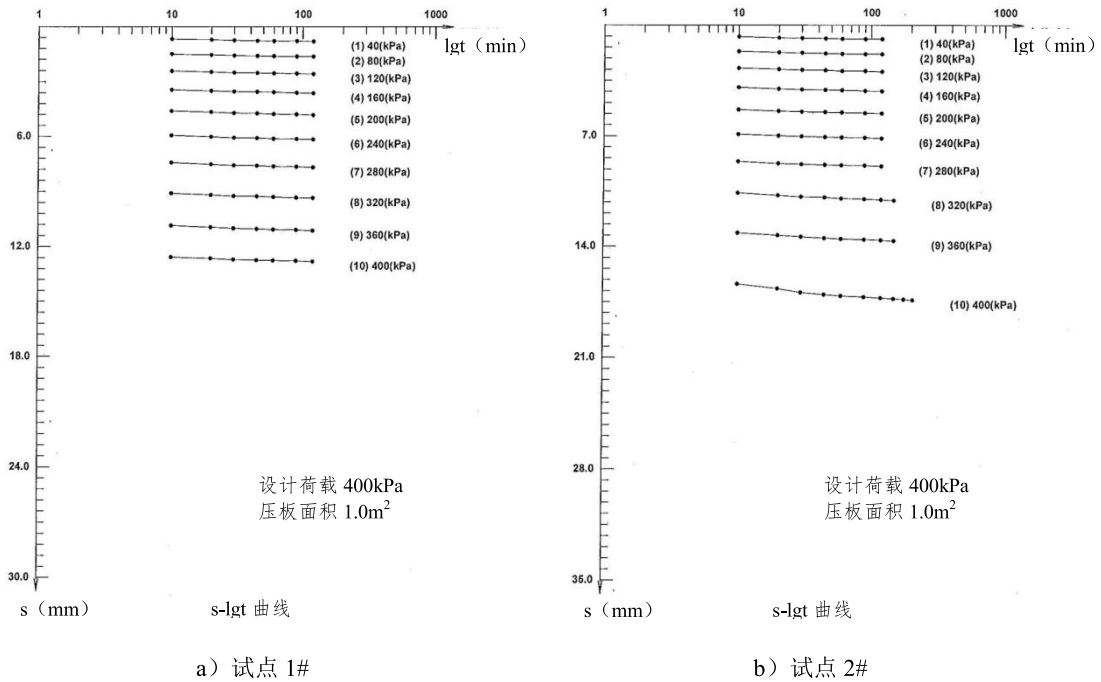 1 10 100 1000
lgt（min）
(1) 40(kPa)
(2) 80(kPa)
(3) 120(kPa)
(4) 160(kPa)
(5) 200(kPa)
6.0
(6) 240(kPa)
(7) 280(kPa)
(8) 320(kPa)
(9) 360(kPa)
12.0
(10) 400(kPa)
18.0
24.0
设计荷载 400kPa
压板面积 1.0m²
30.0
s（mm）
s-lgt 曲线
a）试点 1#
1 10 100 1000
lgt（min）
(1) 40(kPa)
(2) 80(kPa)
(3) 120(kPa)
(4) 160(kPa)
(5) 200(kPa)
7.0
(6) 240(kPa)
(7) 280(kPa)
(8) 320(kPa)
(9) 360(kPa)
14.0
(10) 400(kPa)
21.0
28.0
设计荷载 400kPa
压板面积 1.0m²
35.0
s（mm）
s-lgt 曲线
b）试点 2#